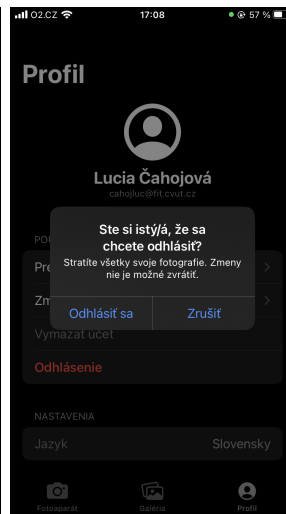 O2.CZ 17:08 57 %
Profil
Lucia Čahojová
cahojluc@fit.cvut.cz
Ste si istý/á, že sa
chcete odhlásiť?
Stratíte všetky svoje fotografie. Zmeny
nie je možné zvrátiť.
Odhlásiť sa Zrušiť
Vymazať účet
Odhlásenie
NASTAVENIA
Jazyk Slovensky
Fotoaparát Galéria Profil